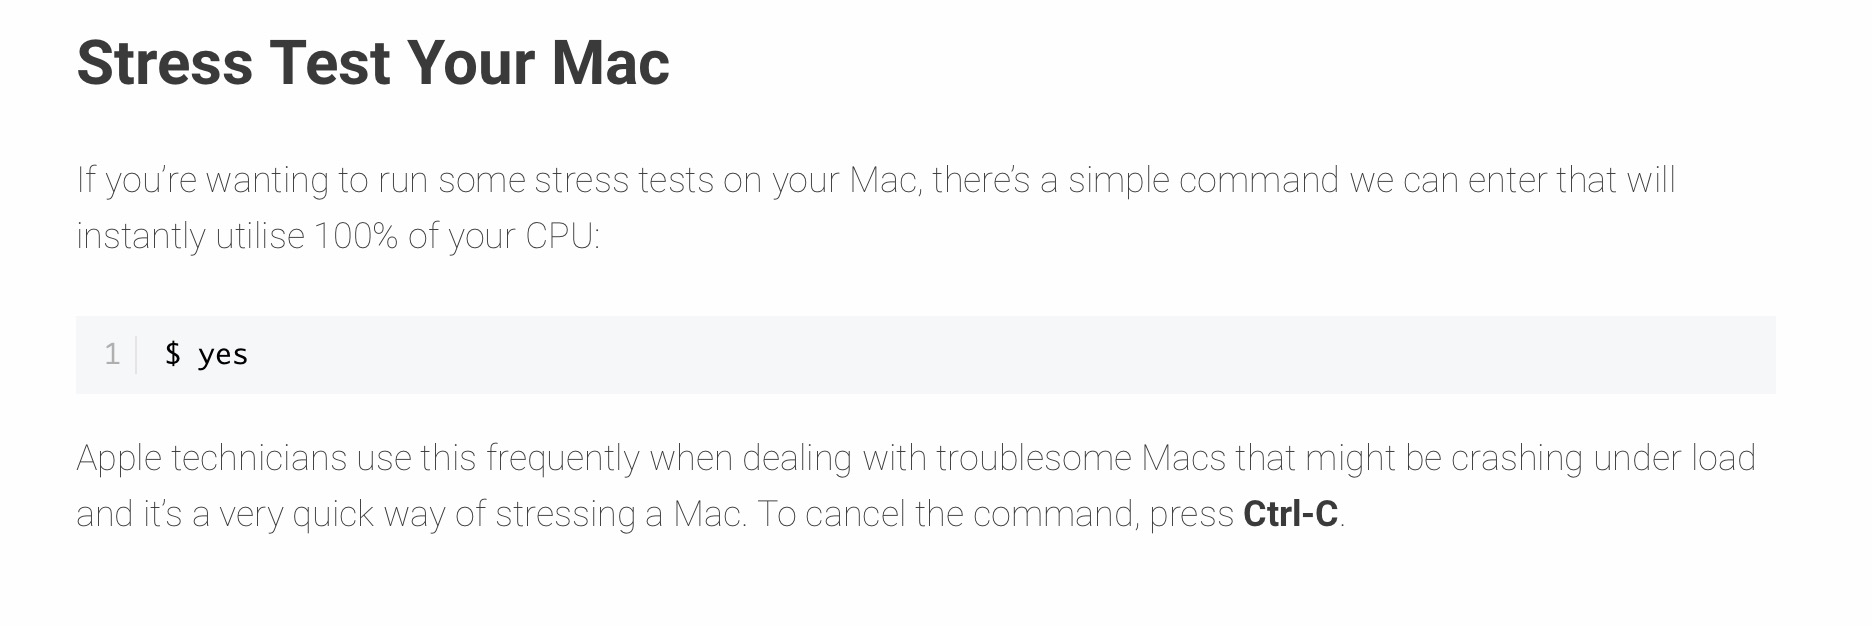 Stress Test Your Mac
If you’re wanting to run some stress tests on your Mac, there’s a simple command we can enter that will
instantly utilise 100% of your CPU:
1 $ yes
Apple technicians use this frequently when dealing with troublesome Macs that might be crashing under load
and it’s a very quick way of stressing a Mac. To cancel the command, press Ctrl-C.